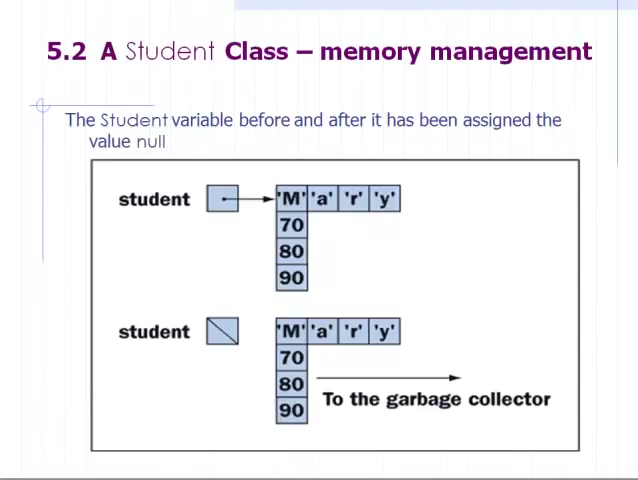 5.2 A Student Class – memory management
The Student variable before and after it has been assigned the
value null
student 'M' 'a' 'r' 'y'
70
80
90
student 'M' 'a' 'r' 'y'
70
80
90
To the garbage collector